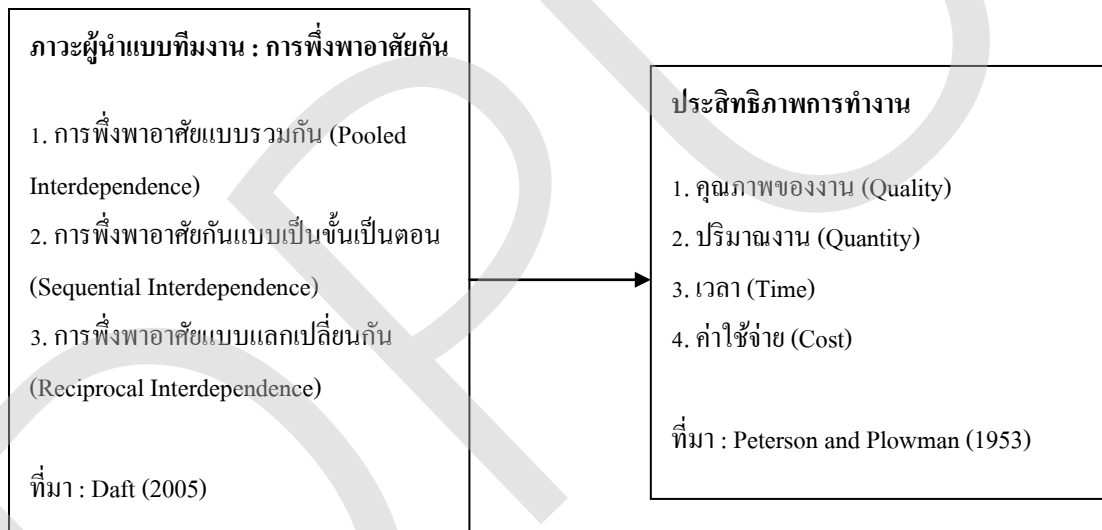 ภาวะผู้นำแบบทีมงาน : การพึ่งพาอาศัยกัน
1. การพึ่งพาอาศัยแบบรวมกัน (Pooled
Interdependence)
2. การพึ่งพาอาศัยกันแบบเป็นขั้นเป็นตอน
(Sequential Interdependence)
3. การพึ่งพาอาศัยแบบแลกเปลี่ยนกัน
(Reciprocal Interdependence)
ที่มา : Daft (2005)
ประสิทธิภาพการทำงาน
1. คุณภาพของงาน (Quality)
2. ปริมาณงาน (Quantity)
3. เวลา (Time)
4. ค่าใช้จ่าย (Cost)
ที่มา : Peterson and Plowman (1953)